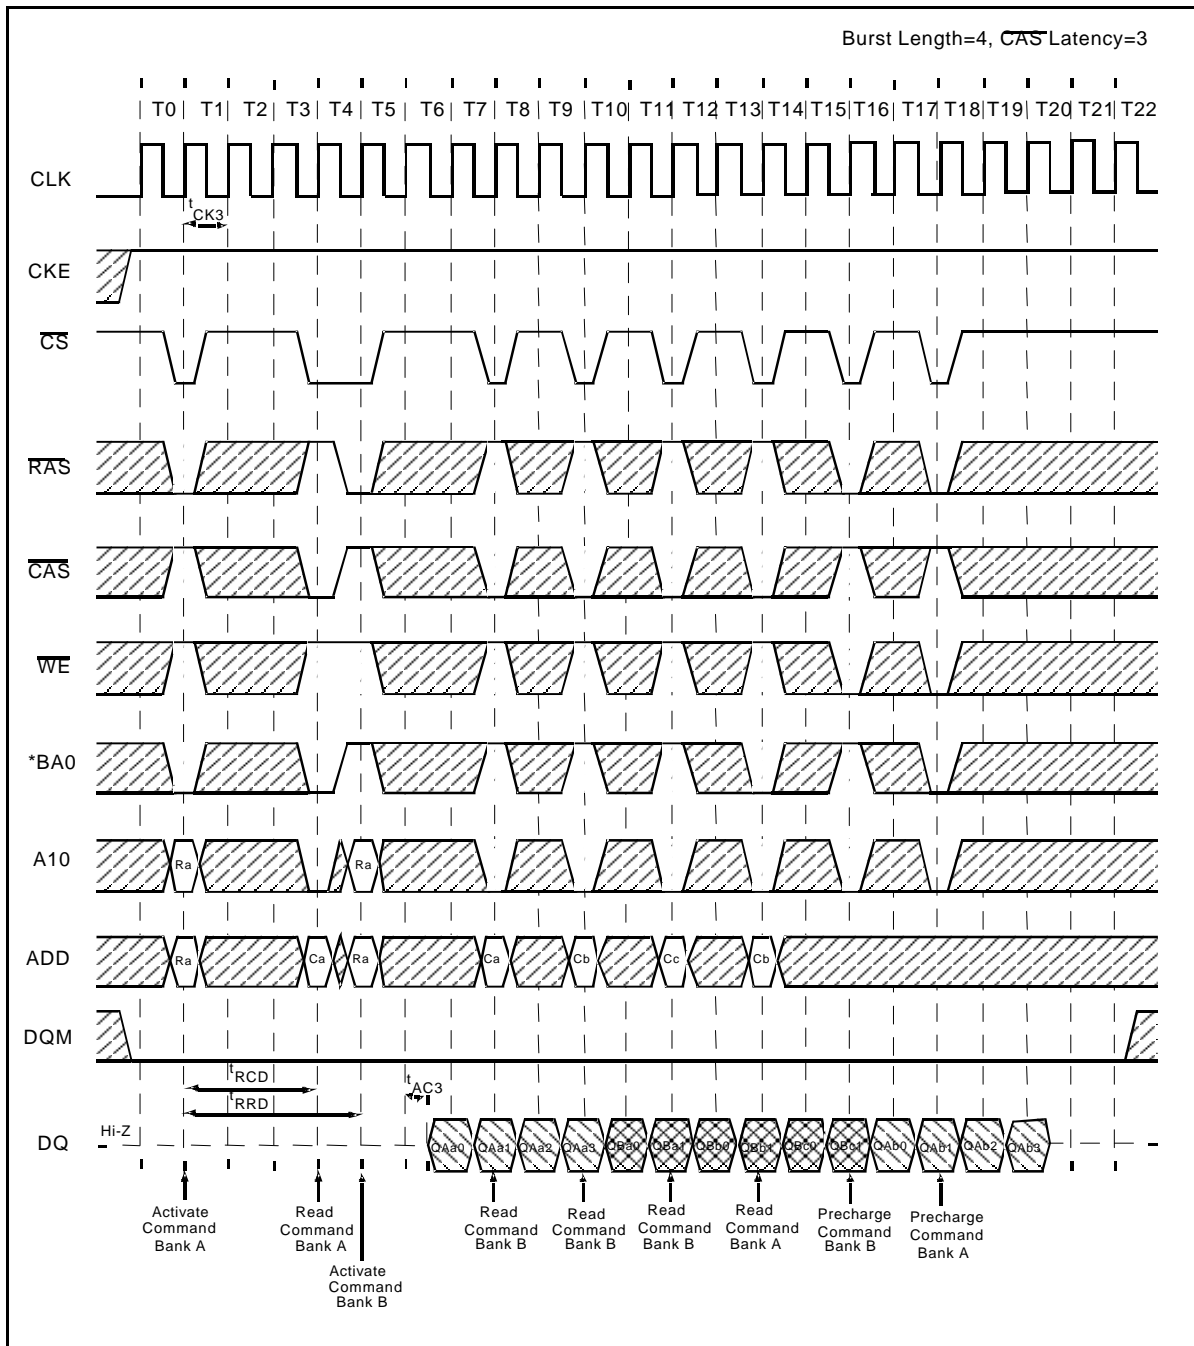 Burst Length=4, CAS Latency=3
T0 T1 T2 T3 T4 T5 T6 T7 T8 T9 T10 T11 T12 T13 T14 T15 T16 T17 T18 T19 T20 T21 T22
CLK
tCK3
CKE
CS
RAS
CAS
WE
*BA0
A10 Ra Ra
ADD Ra Ca Ra Ca Cb Cc Cb
DQM
tRCD
tAC3
tRRD
Hi-Z
DQ QAa0 QAa1 QAa2 QAa3 QBa0 QBa1 QBb0 QBb1 QBc0 QBc1 QAb0 QAb1 QAb2 QAb3
Activate
Command
Bank A
Read
Command
Bank A
Activate
Command
Bank B
Read
Command
Bank B
Read
Command
Bank B
Read
Command
Bank B
Read
Command
Bank A
Precharge
Command
Bank B
Precharge
Command
Bank A